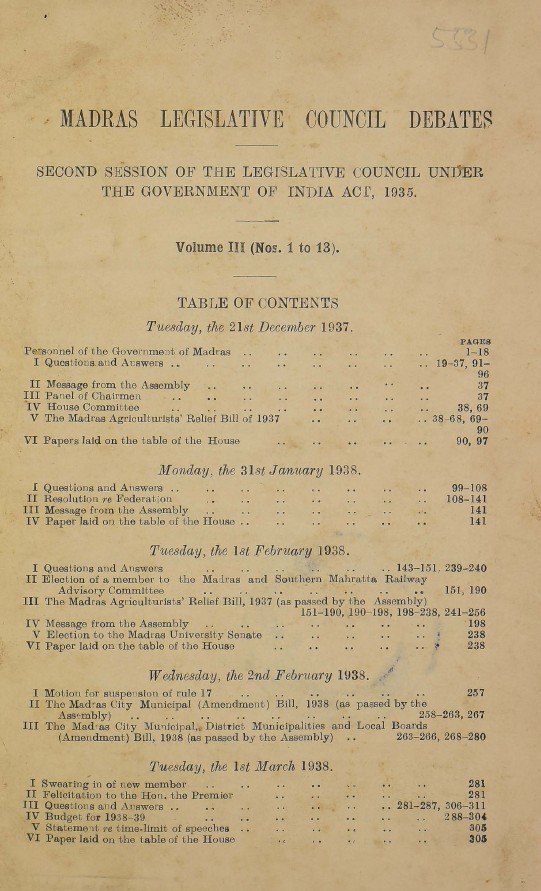 5531
MADRAS LEGISLATIVE COUNCIL DEBATES
SECOND SESSION OF THE LEGISLATIVE COUNCIL UNDER
THE GOVERNMENT OF INDIA ACT, 1935.
Volume III (Nos. 1 to 13).
TABLE OF CONTENTS
Tuesday, the 21st December 1937.
PAGES
Personnel of the Government of Madras .. .. .. .. .. .. 1-18
I Questions and Answers .. .. .. .. .. .. .. .. 19-37, 91-
96
II Message from the Assembly .. .. .. .. .. .. .. 37
III Panel of Chairmen .. .. .. .. .. .. .. .. 37
IV House Committee .. .. .. .. .. .. .. .. 38, 69
V The Madras Agriculturists' Relief Bill of 1937 .. .. .. .. 38-68, 69-
90
VI Papers laid on the table of the House .. .. .. .. .. 90, 97
Monday, the 31st January 1938.
I Questions and Answers .. .. .. .. .. .. .. .. 99-108
II Resolution re Federation .. .. .. .. .. .. 108-141
III Message from the Assembly .. .. .. .. .. .. .. 141
IV Paper laid on the table of the House .. .. .. .. .. .. 141
Tuesday, the 1st February 1938.
I Questions and Answers .. .. .. .. .. .. 143-151, 239-240
II Election of a member to the Madras and Southern Mahratta Railway
Advisory Committee .. .. .. .. .. .. .. 151, 190
III The Madras Agriculturists' Relief Bill, 1937 (as passed by the Assembly)
151-190, 190-198, 198-238, 241-256
IV Message from the Assembly .. .. .. .. .. .. .. 198
V Election to the Madras University Senate .. .. .. .. .. 238
VI Paper laid on the table of the House .. .. .. .. .. 238
Wednesday, the 2nd February 1938.
I Motion for suspension of rule 17 .. .. .. .. .. .. 257
II The Madras City Municipal (Amendment) Bill, 1938 (as passed by the
Assembly) .. .. .. .. .. .. .. .. .. 258-263, 267
III The Madras City Municipal, District Municipalities and Local Boards
(Amendment) Bill, 1938 (as passed by the Assembly) .. .. 263-266, 268-280
Tuesday, the 1st March 1938.
I Swearing in of new member .. .. .. .. .. .. .. 281
II Felicitation to the Hon. the Premier .. .. .. .. .. 281
III Questions and Answers .. .. .. .. .. .. .. 281-287, 306-311
IV Budget for 1938-39 .. .. .. .. .. .. .. 288-304
V Statement re time-limit of speeches .. .. .. .. .. .. 305
VI Paper laid on the table of the House .. .. .. .. .. 305